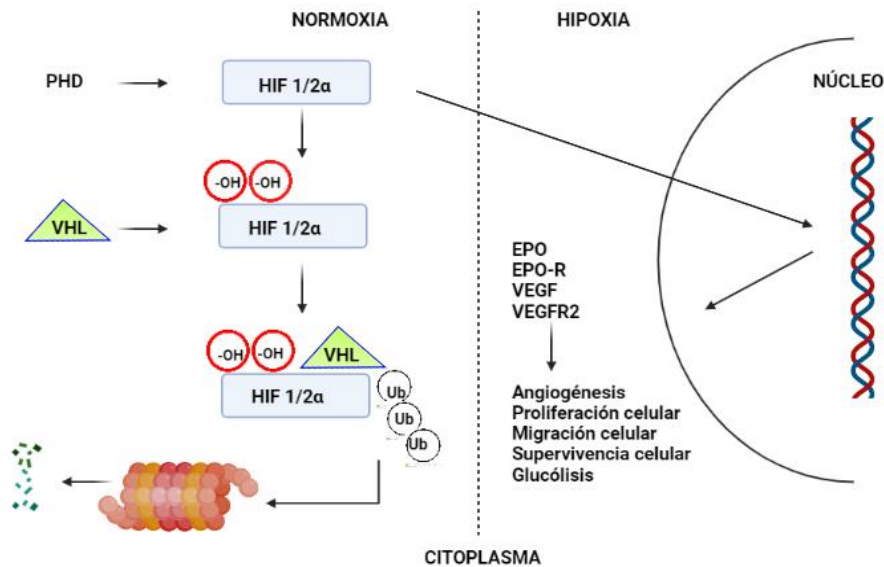 NORMOXIA
HIPOXIA
PHD
HIF 1/2α
NÚCLEO
-OH
-OH
VHL
HIF 1/2α
EPO
EPO-R
VEGF
VEGFR2
-OH
-OH
VHL
HIF 1/2α
Ub
Ub
Ub
Angiogénesis
Proliferación celular
Migración celular
Supervivencia celular
Glucólisis
CITOPLASMA